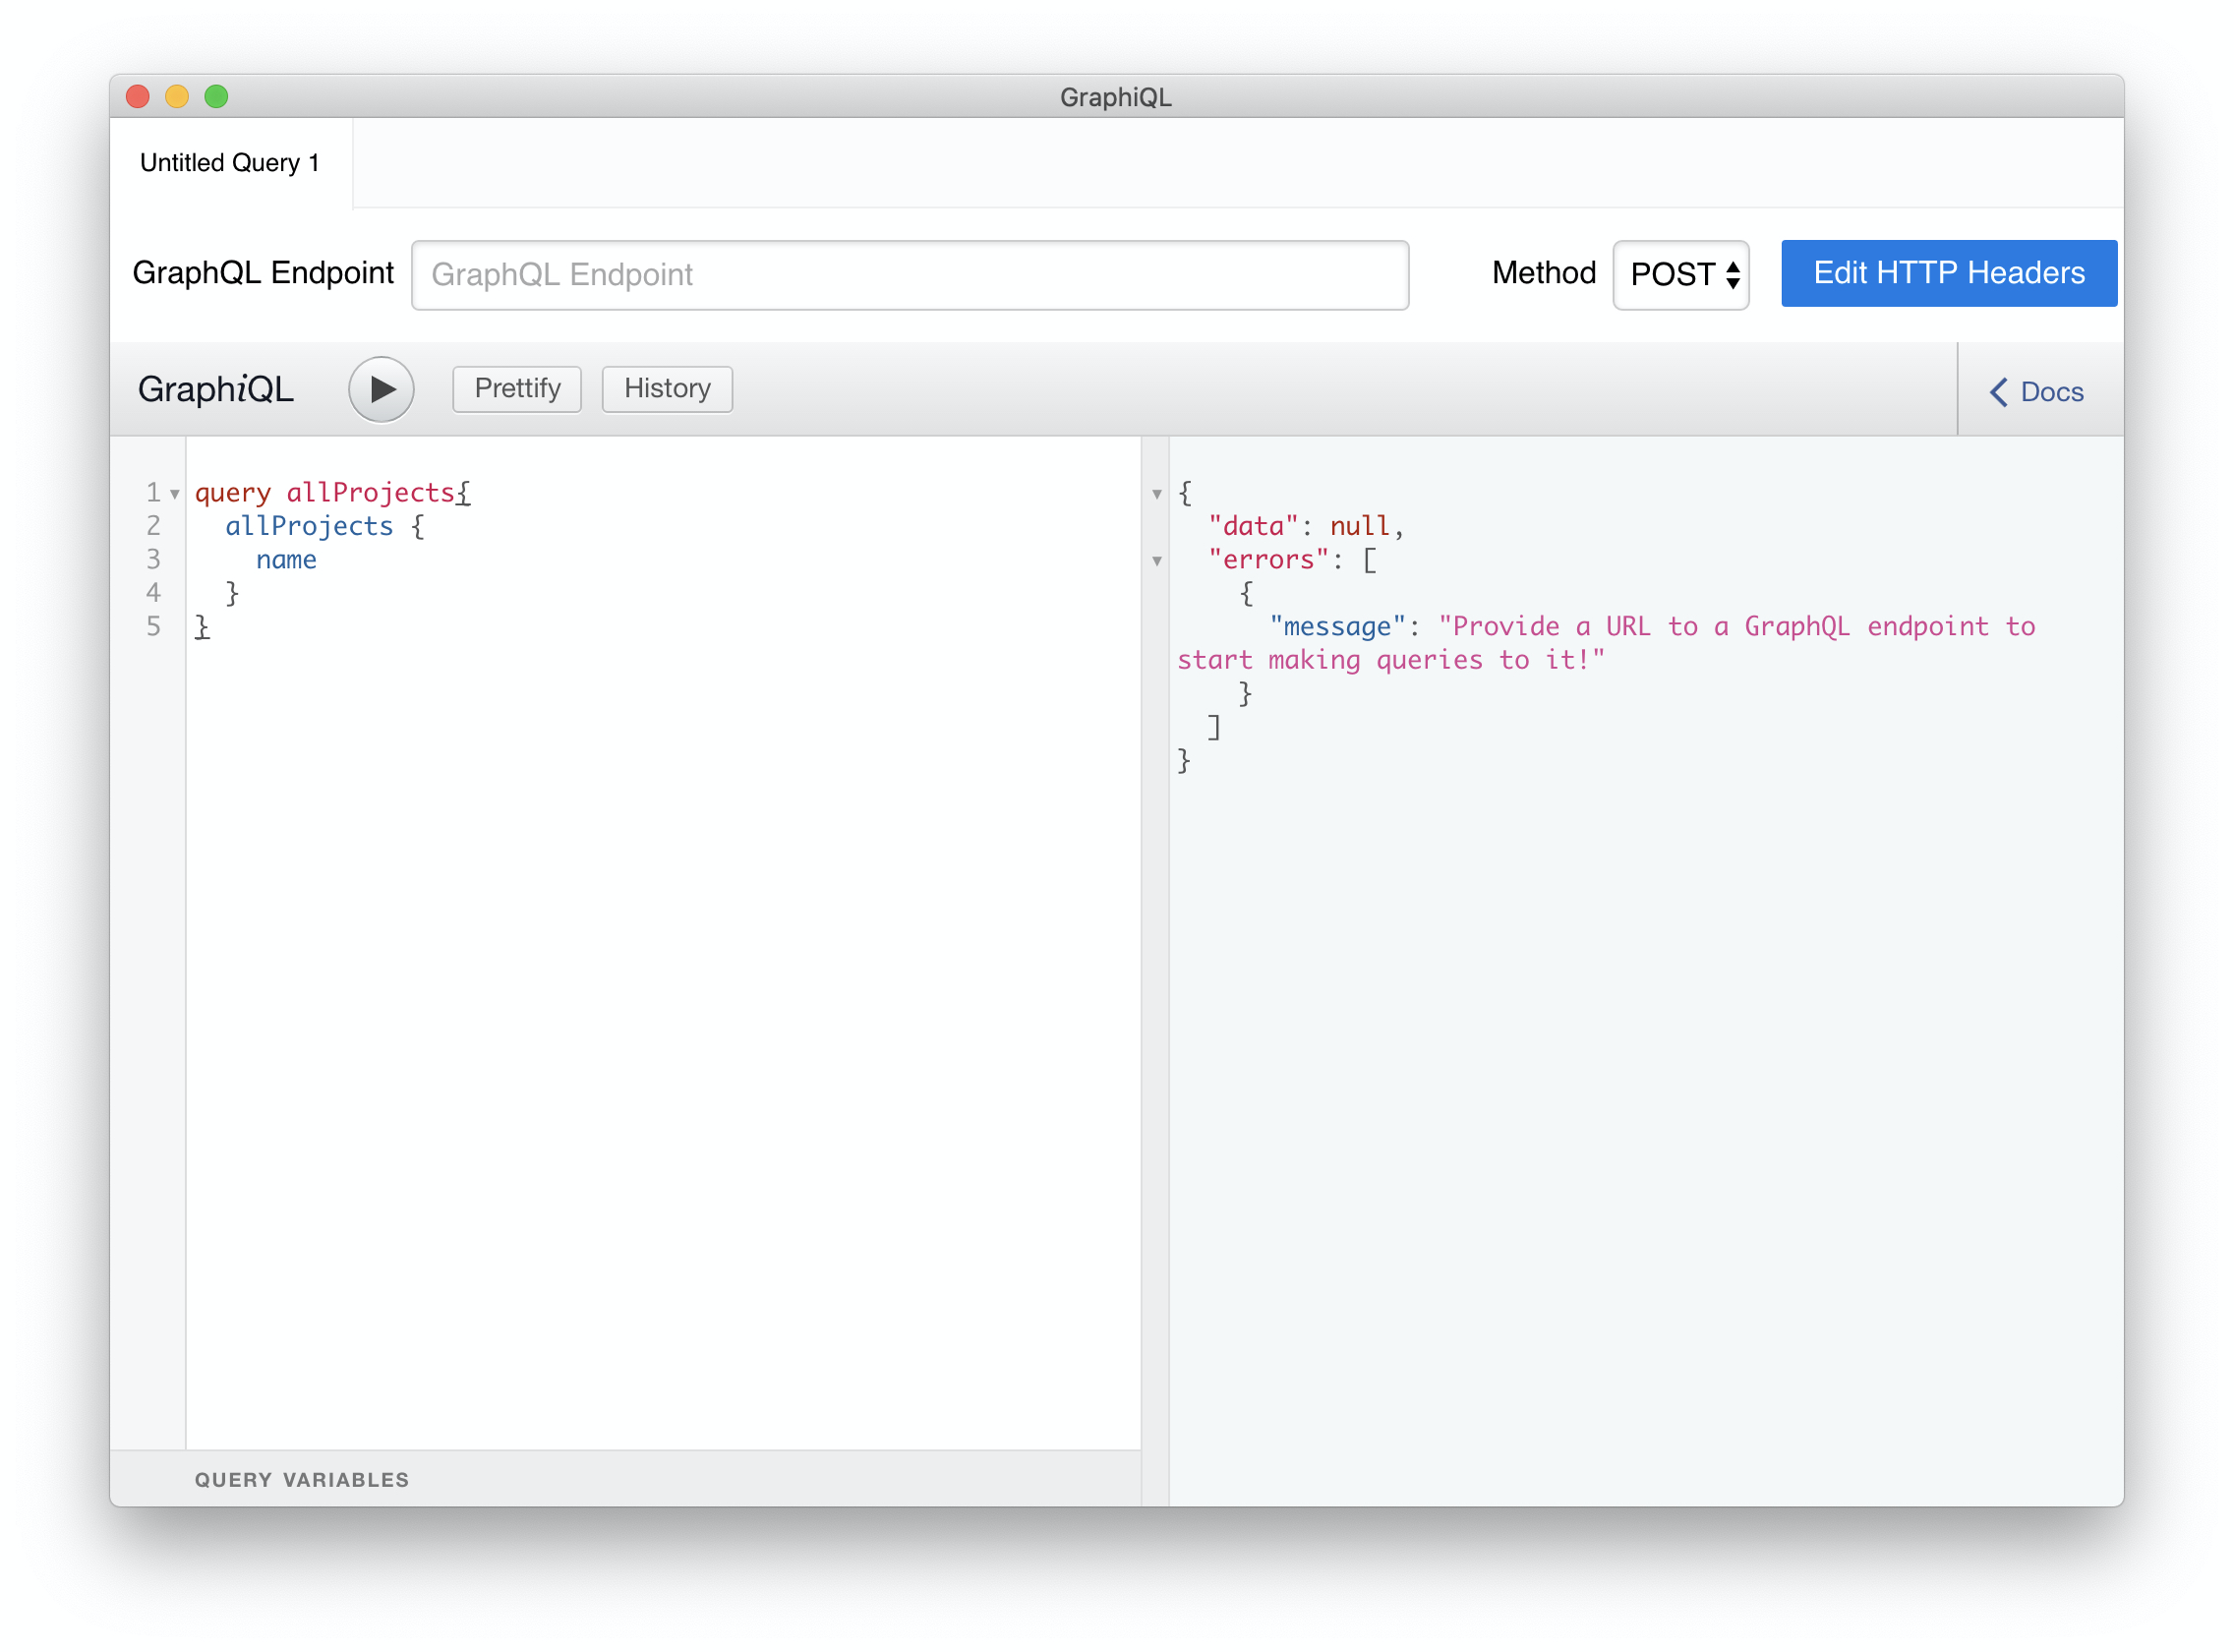 GraphiQL
Untitled Query 1
GraphQL Endpoint
GraphQL Endpoint
Method
POST
Edit HTTP Headers
GraphiQL
Prettify
History
Docs
1 query allProjects{
2   allProjects {
3     name
4   }
5 }
{
  "data": null,
  "errors": [
    {
      "message": "Provide a URL to a GraphQL endpoint to
start making queries to it!"
    }
  ]
}
QUERY VARIABLES